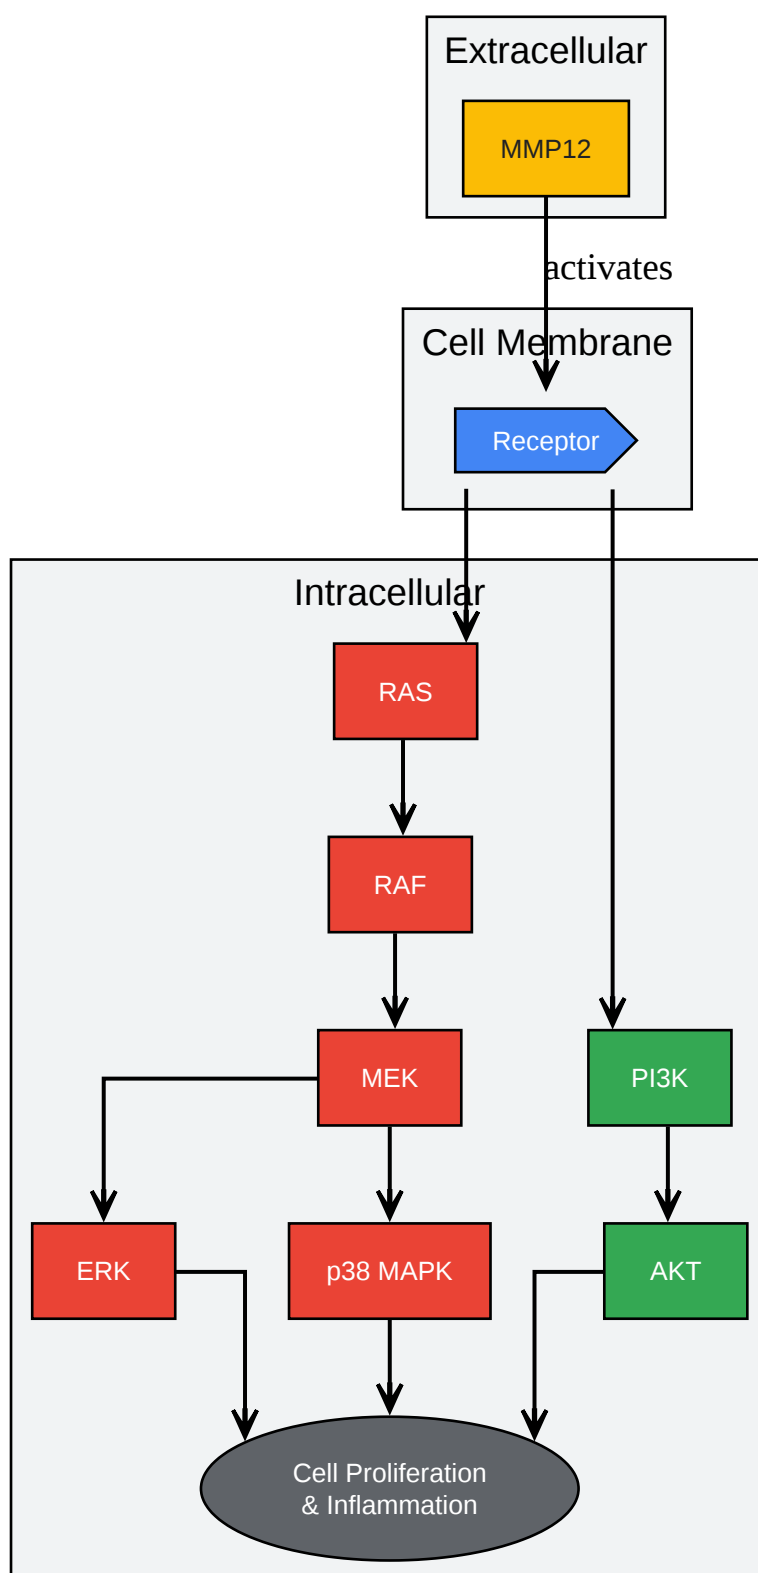 Extracellular
MMP12
activates
Cell Membrane
Receptor
Intracellular
RAS
RAF
MEK
PI3K
ERK
p38 MAPK
AKT
Cell Proliferation
& Inflammation